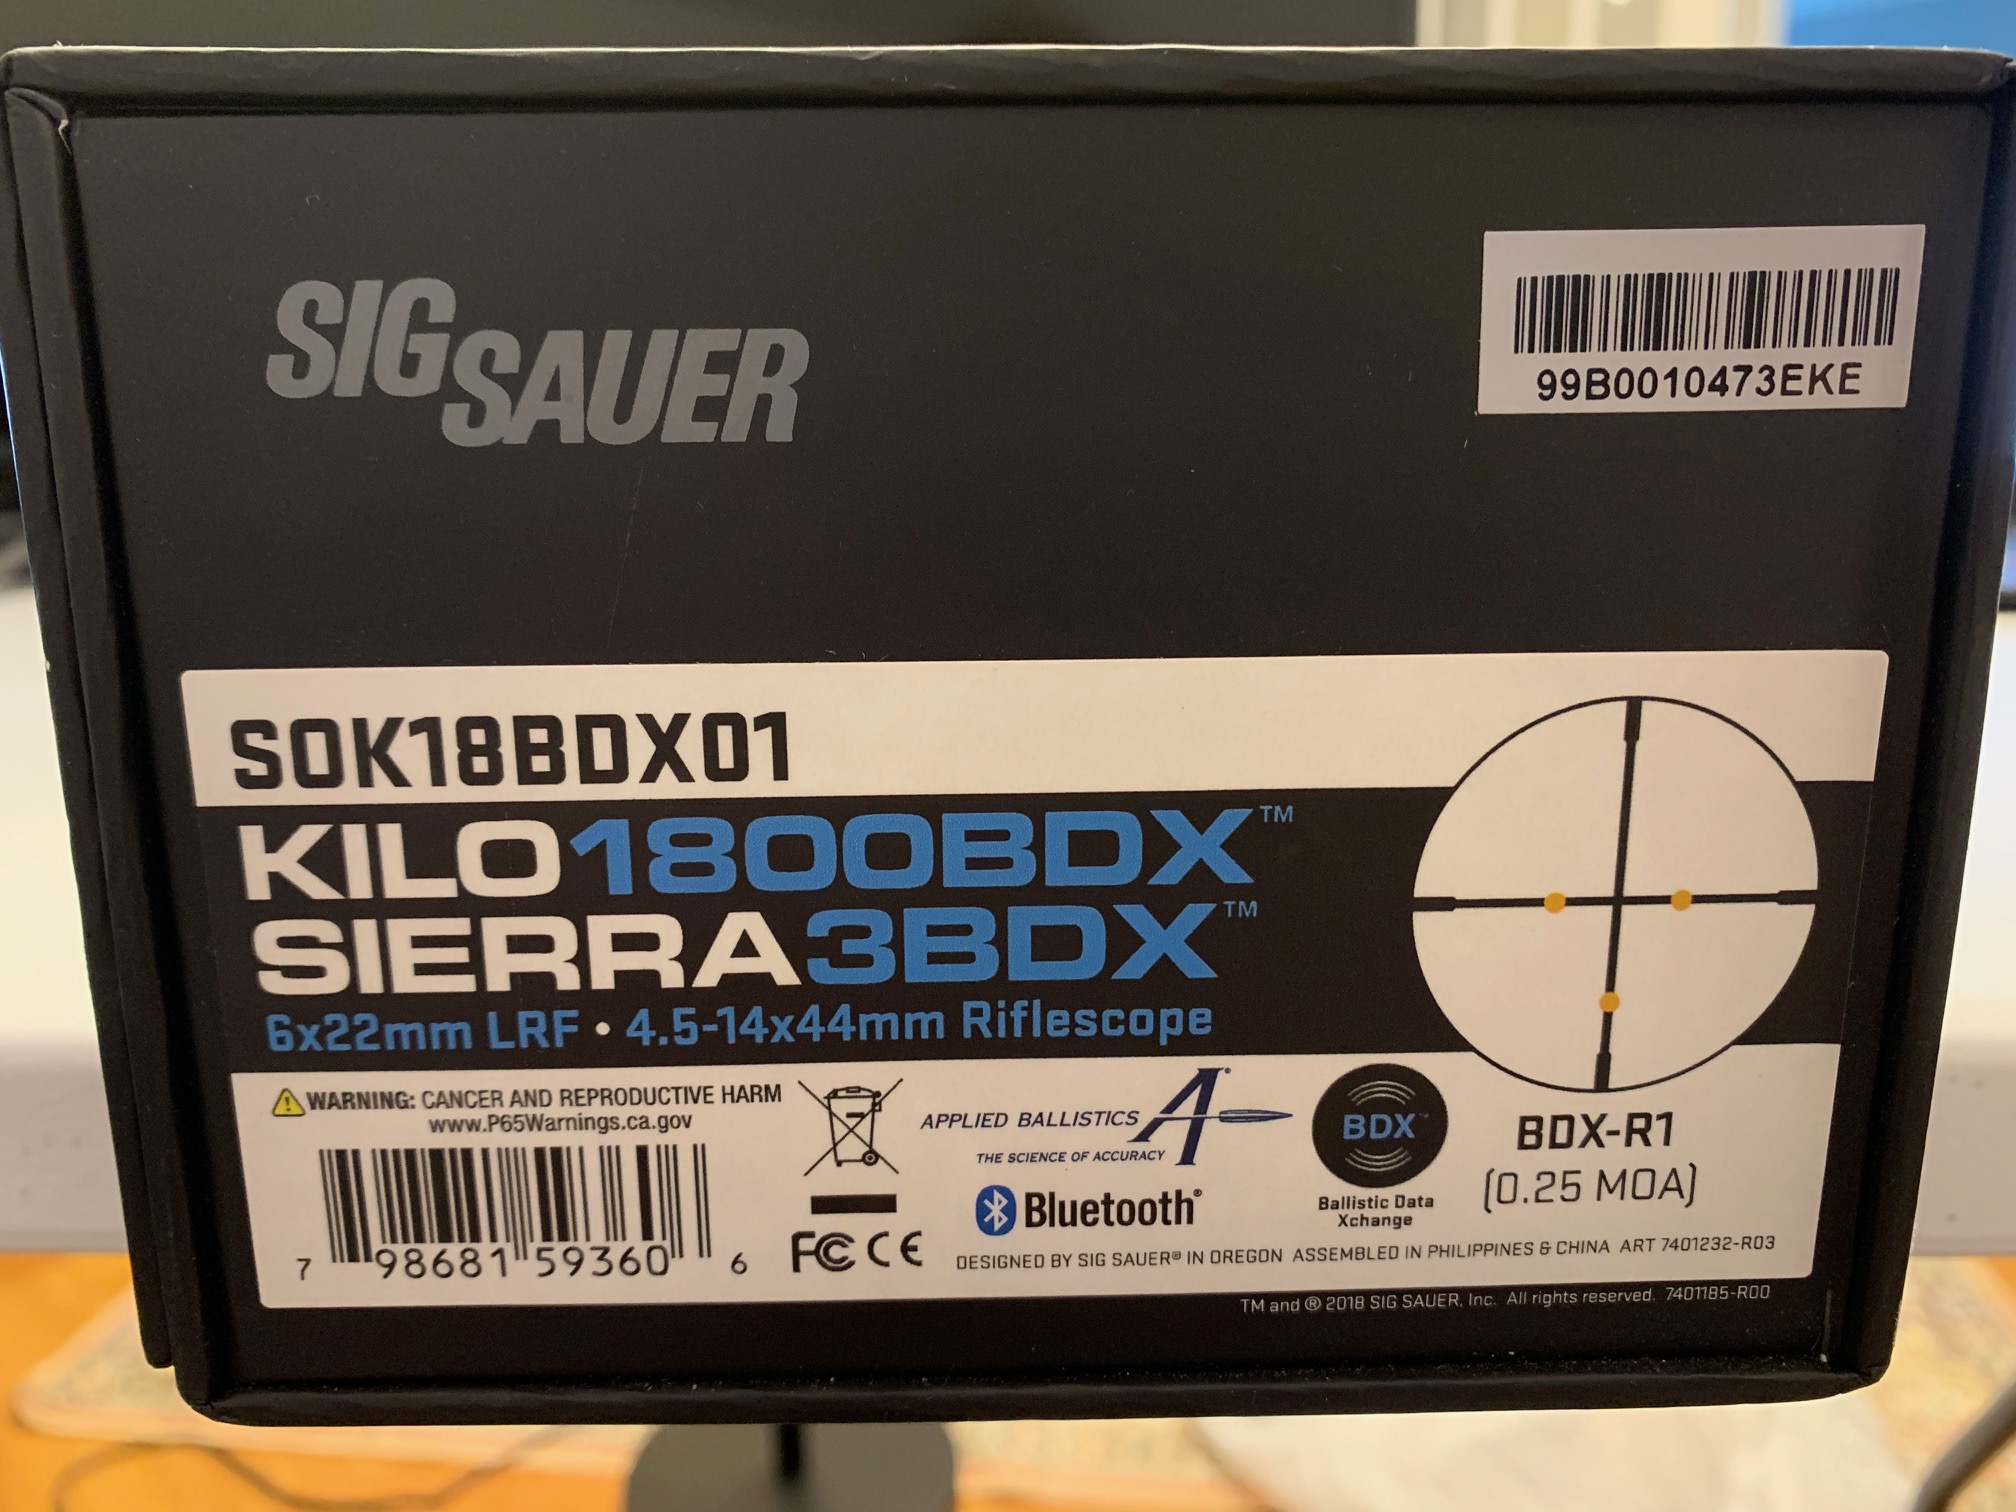 SIG SAUER
99B0010473EKE
SOK18BDX01
KILO1800BDX™
SIERRA3BDX™
6x22mm LRF • 4.5-14x44mm Riflescope
WARNING: CANCER AND REPRODUCTIVE HARM
www.P65Warnings.ca.gov
7 98681 59360 6
FC CE
APPLIED BALLISTICS A
THE SCIENCE OF ACCURACY
Bluetooth®
BDX™
Ballistic Data
Xchange
BDX-R1
(0.25 MOA)
DESIGNED BY SIG SAUER® IN OREGON ASSEMBLED IN PHILIPPINES & CHINA ART 7401232-R03
TM and ® 2018 SIG SAUER, Inc. All rights reserved. 7401185-R00